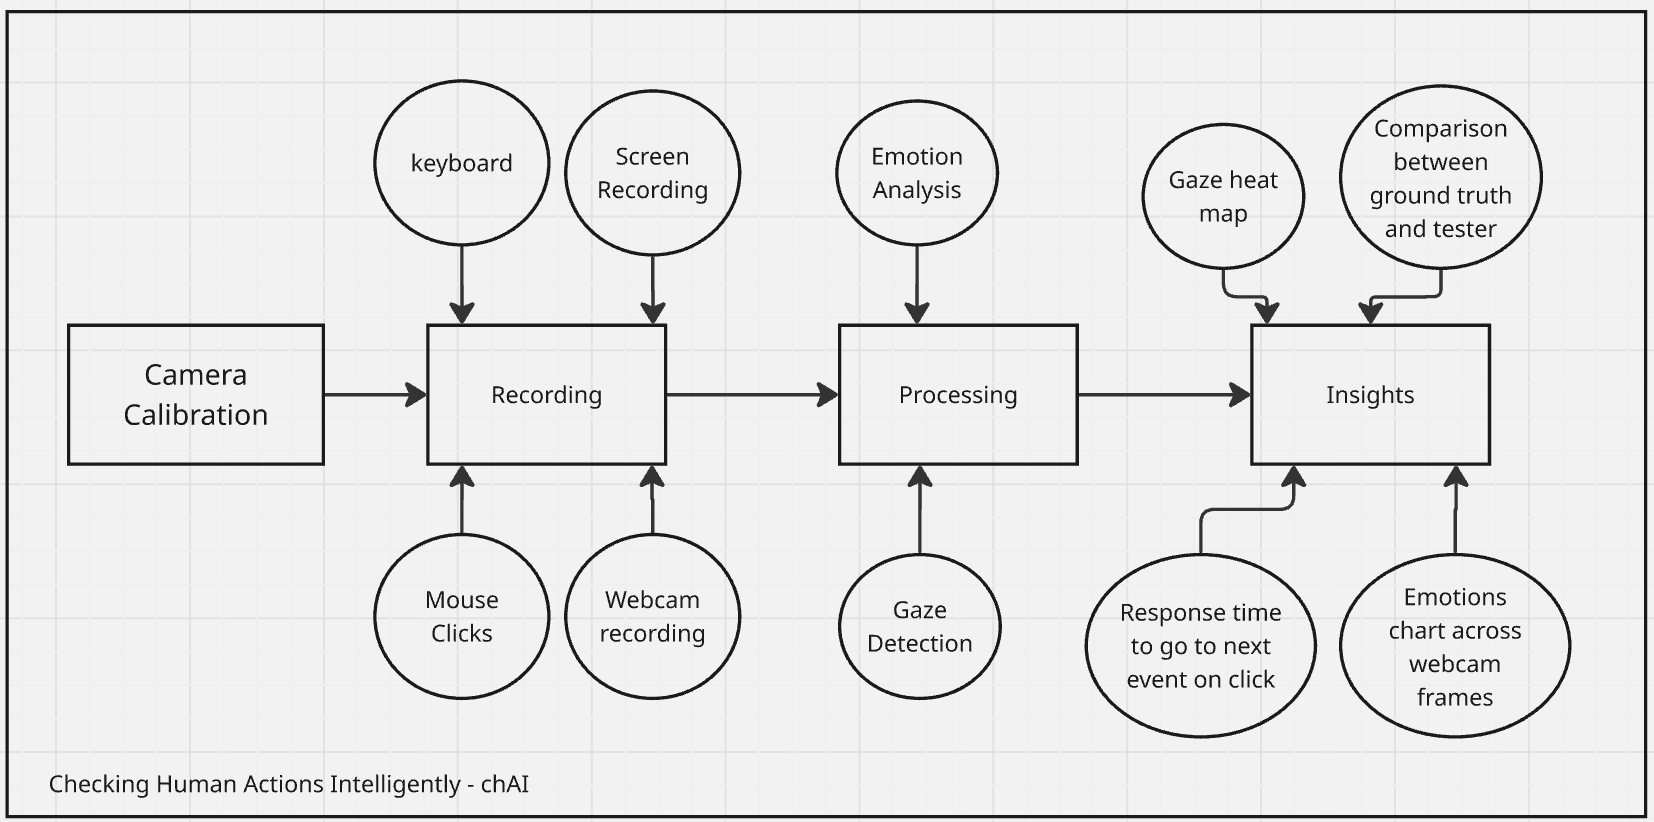 keyboard
Screen
Recording
Emotion
Analysis
Gaze heat
map
Comparison
between
ground truth
and tester
Camera
Calibration
Recording
Processing
Insights
Mouse
Clicks
Webcam
recording
Gaze
Detection
Response time
to go to next
event on click
Emotions
chart across
webcam
frames
Checking Human Actions Intelligently - chAI